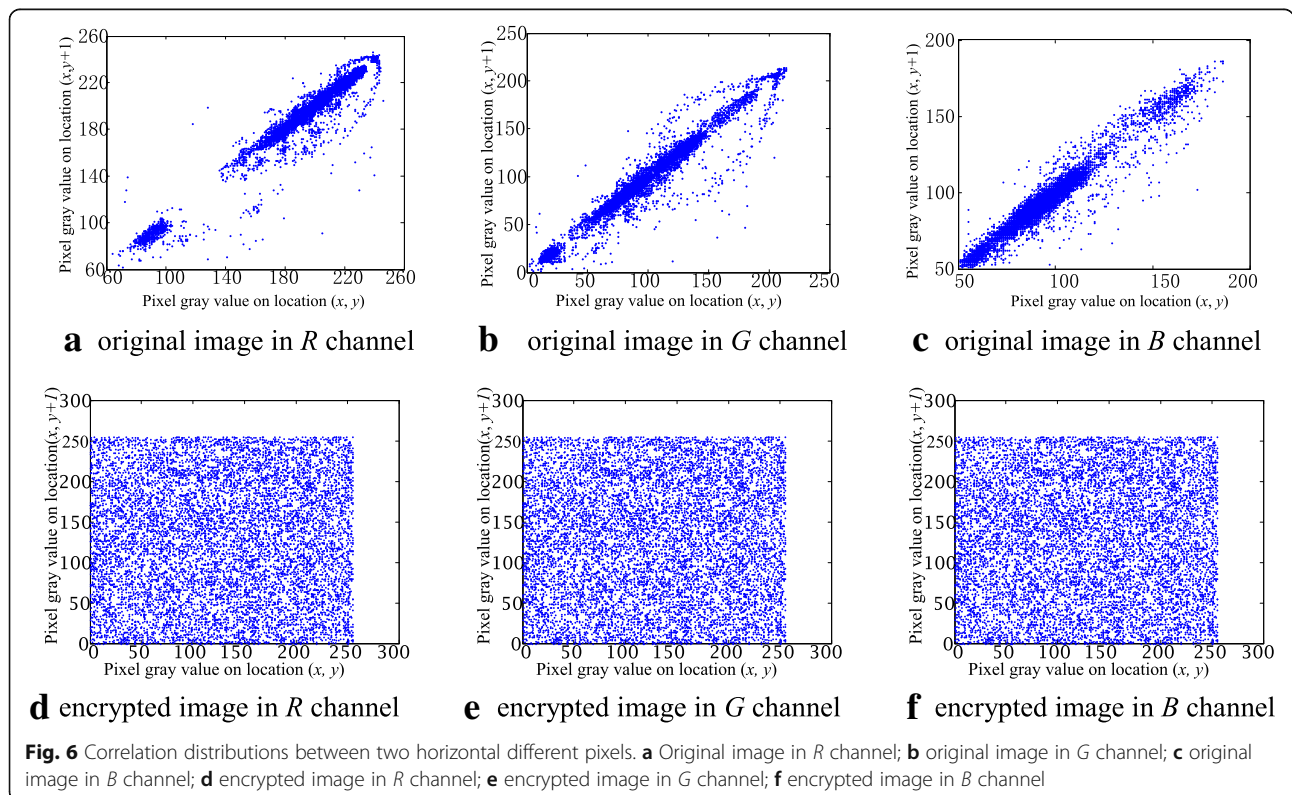 260
220
180
140
100
60
60 100 140 180 220 260
Pixel gray value on location (x,y+1)
Pixel gray value on location (x, y)
a original image in R channel
250
200
150
100
50
0
0 50 100 150 200 250
Pixel gray value on location (x, y+1)
Pixel gray value on location (x, y)
b original image in G channel
200
150
100
50
50 100 150 200
Pixel gray value on location (x, y+1)
Pixel gray value on location (x, y)
c original image in B channel
300
250
200
150
100
50
0
0 50 100 150 200 250 300
Pixel gray value on location(x, y+1)
Pixel gray value on location (x, y)
d encrypted image in R channel
300
250
200
150
100
50
0
0 50 100 150 200 250 300
Pixel gray value on location(x, y+1)
Pixel gray value on location (x, y)
e encrypted image in G channel
300
250
200
150
100
50
0
0 50 100 150 200 250 300
Pixel gray value on location(x, y+1)
Pixel gray value on location (x, y)
f encrypted image in B channel
Fig. 6 Correlation distributions between two horizontal different pixels. a Original image in R channel; b original image in G channel; c original
image in B channel; d encrypted image in R channel; e encrypted image in G channel; f encrypted image in B channel